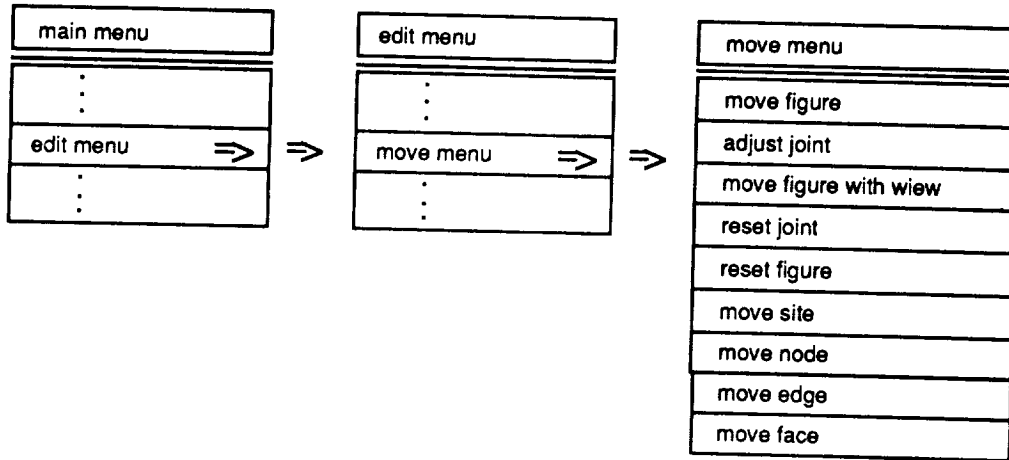 main menu
edit menu
edit menu
move menu
move menu
move figure
adjust joint
move figure with wiew
reset joint
reset figure
move site
move node
move edge
move face